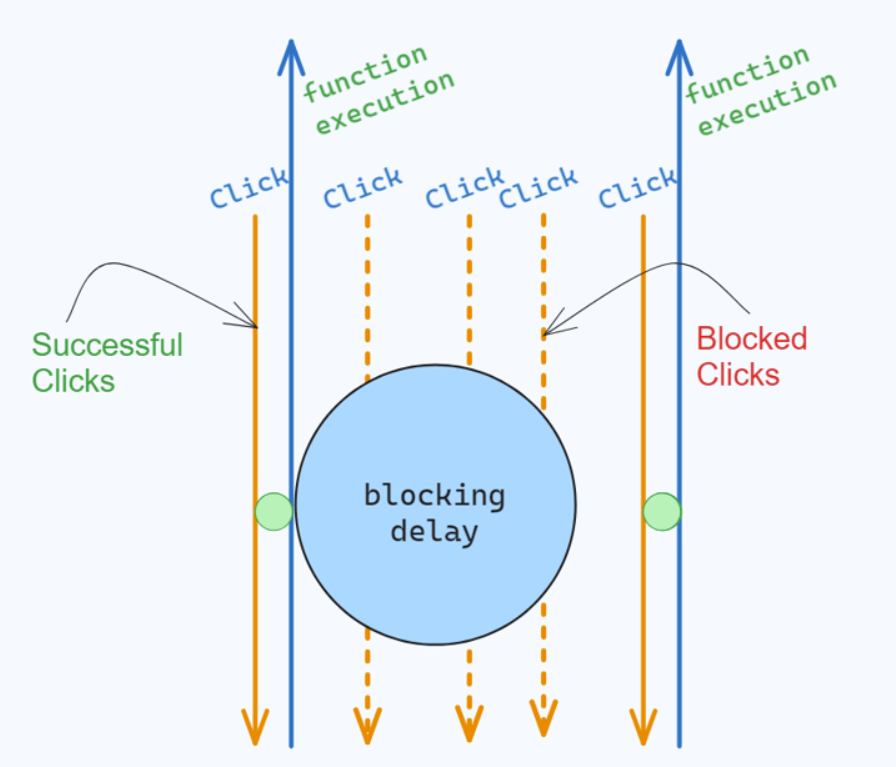 function
execution
function
execution
Click
Click
Click
Click
Click
Successful
Clicks
Blocked
Clicks
blocking
delay